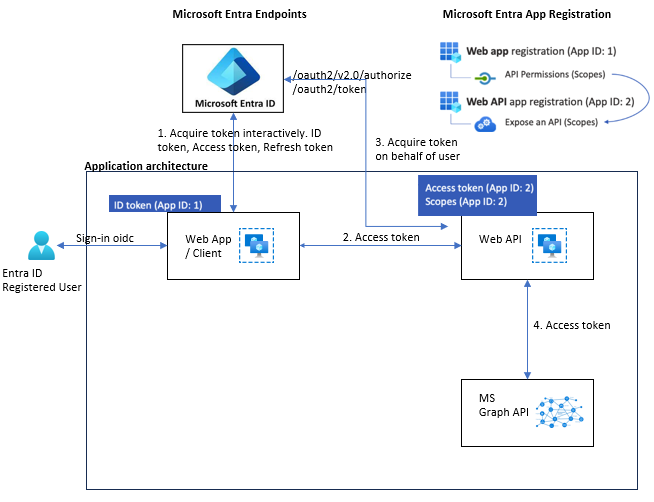 Microsoft Entra Endpoints
Microsoft Entra App Registration
Microsoft Entra ID
/oauth2/v2.0/authorize
/oauth2/token
Web app registration (App ID: 1)
API Permissions (Scopes)
Web API app registration (App ID: 2)
Expose an API (Scopes)
1. Acquire token interactively. ID
token, Access token, Refresh token
3. Acquire token
on behalf of user
Application architecture
ID token (App ID: 1)
Access token (App ID: 2)
Scopes (App ID: 2)
Sign-in oidc
Web App
/ Client
2. Access token
Web API
Entra ID
Registered User
4. Access token
MS
Graph API